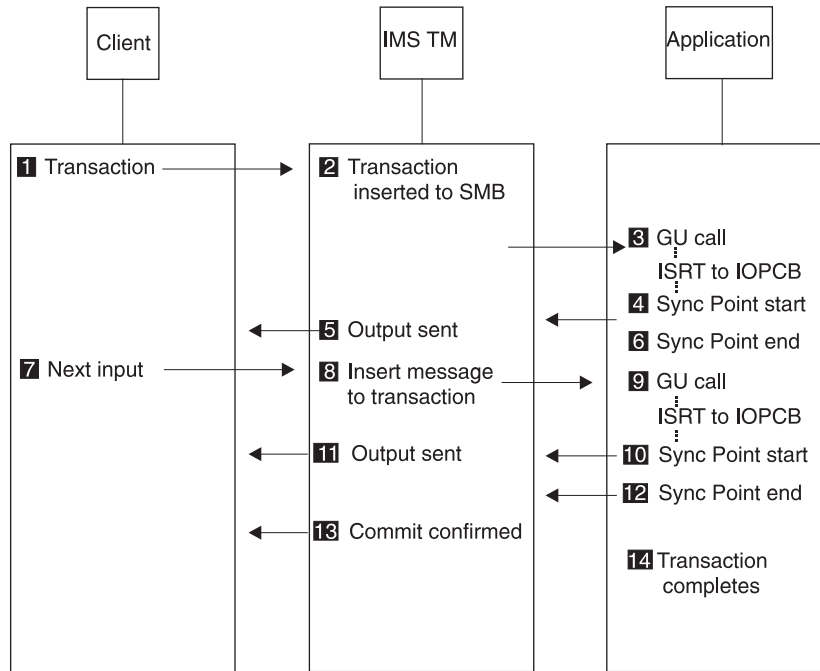 Client
IMS TM
Application
1 Transaction
2 Transaction
inserted to SMB
3 GU call
ISRT to IOPCB
4 Sync Point start
5 Output sent
6 Sync Point end
7 Next input
8 Insert message
to transaction
9 GU call
ISRT to IOPCB
10 Sync Point start
11 Output sent
12 Sync Point end
13 Commit confirmed
14 Transaction
completes